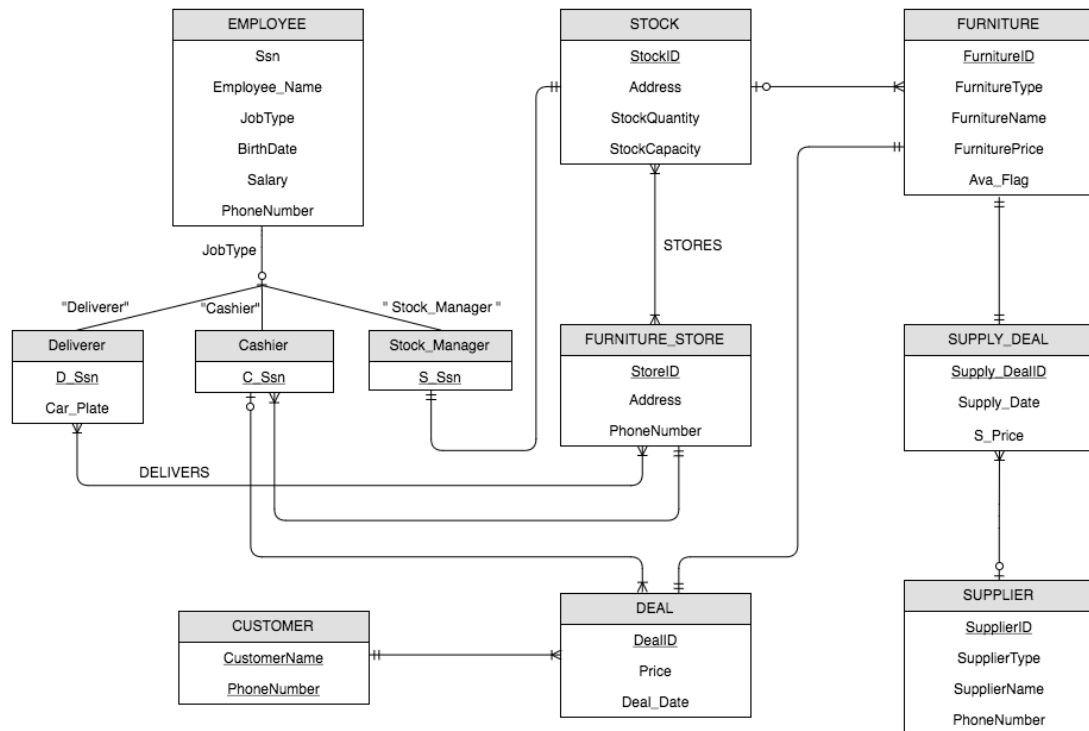 EMPLOYEE
Ssn
Employee_Name
JobType
BirthDate
Salary
PhoneNumber
STOCK
StockID
Address
StockQuantity
StockCapacity
FURNITURE
FurnitureID
FurnitureType
FurnitureName
FurniturePrice
Ava_Flag
JobType
STORES
"Deliverer"
"Cashier"
" Stock_Manager "
Deliverer
D_Ssn
Car_Plate
Cashier
C_Ssn
Stock_Manager
S_Ssn
FURNITURE_STORE
StoreID
Address
PhoneNumber
SUPPLY_DEAL
Supply_DealID
Supply_Date
S_Price
DELIVERS
CUSTOMER
CustomerName
PhoneNumber
DEAL
DealID
Price
Deal_Date
SUPPLIER
SupplierID
SupplierType
SupplierName
PhoneNumber